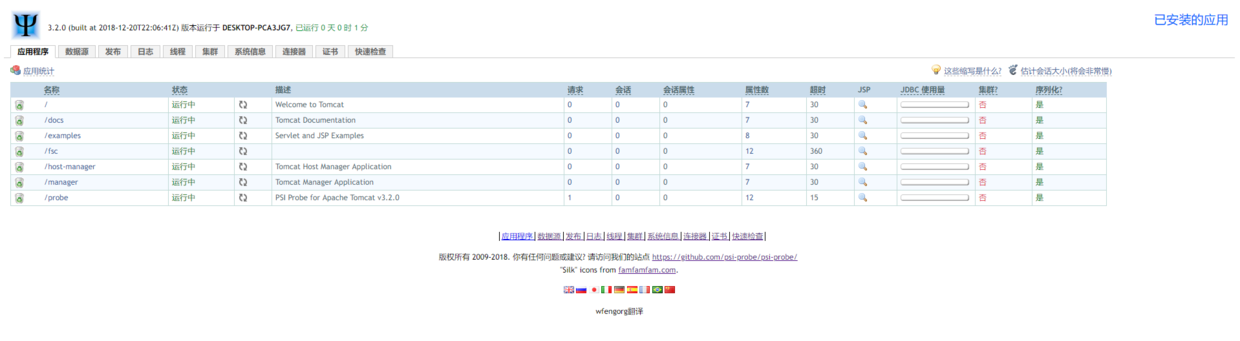 已安装的应用
3.2.0 (built at 2018-12-20T22:06:41Z) 版本运行于 DESKTOP-PCA3JG7, 已运行 0 天 0 时 1 分
应用程序 数据源 发布 日志 线程 集群 系统信息 连接器 证书 快速检查
应用统计 这些缩写是什么? 估计会话大小(将会非常慢)
名称 状态 描述 请求 会话 会话属性 属性数 超时 JSP JDBC 使用量 集群? 序列化?
/ 运行中 Welcome to Tomcat 0 0 0 7 30 否 是
/docs 运行中 Tomcat Documentation 0 0 0 7 30 否 是
/examples 运行中 Servlet and JSP Examples 0 0 0 8 30 否 是
/fsc 运行中 0 0 0 12 360 否 是
/host-manager 运行中 Tomcat Host Manager Application 0 0 0 7 30 否 是
/manager 运行中 Tomcat Manager Application 0 0 0 7 30 否 是
/probe 运行中 PSI Probe for Apache Tomcat v3.2.0 1 0 0 12 15 否 是
|应用程序|数据源|发布|日志|线程|集群|系统信息|连接器|证书|快速检查|
版权所有 2009-2018. 你有任何问题或建议? 请访问我们的站点 https://github.com/psi-probe/psi-probe/
"Silk" icons from famfamfam.com.
wfengorg翻译